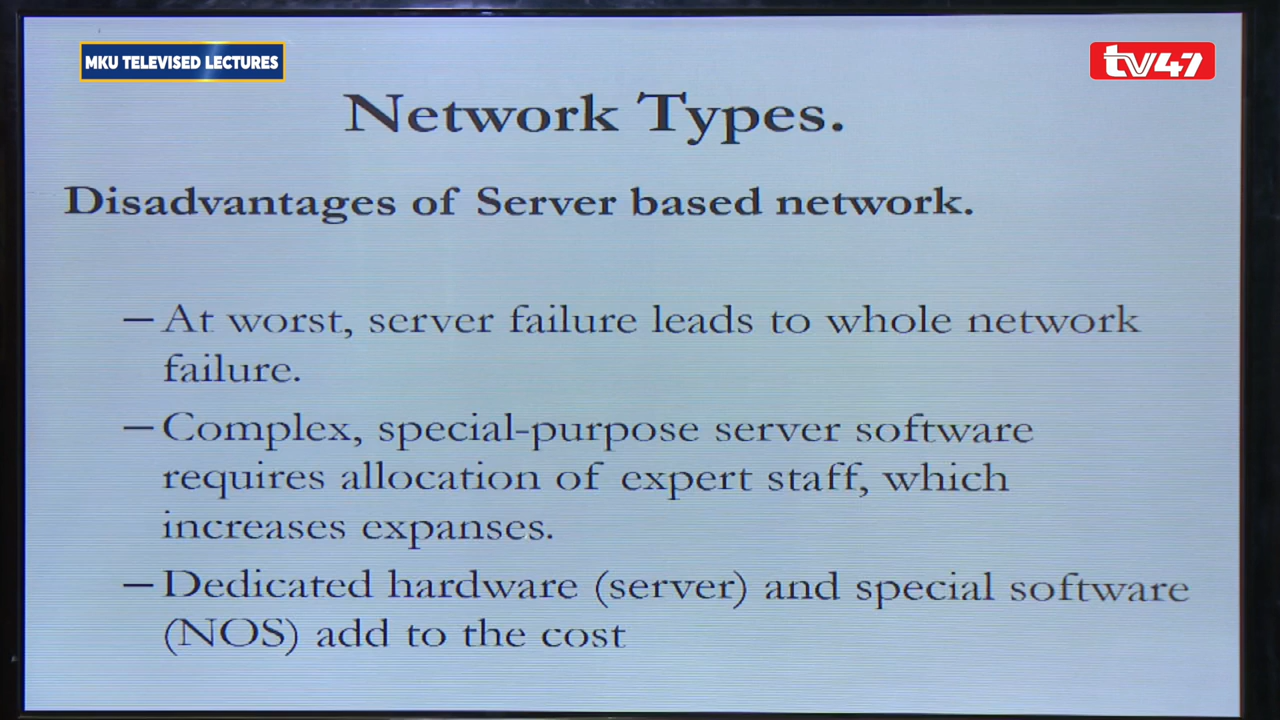 MKU TELEVISED LECTURES
tv47
Network Types.
Disadvantages of Server based network.
– At worst, server failure leads to whole network
failure.
– Complex, special-purpose server software
requires allocation of expert staff, which
increases expanses.
– Dedicated hardware (server) and special software
(NOS) add to the cost